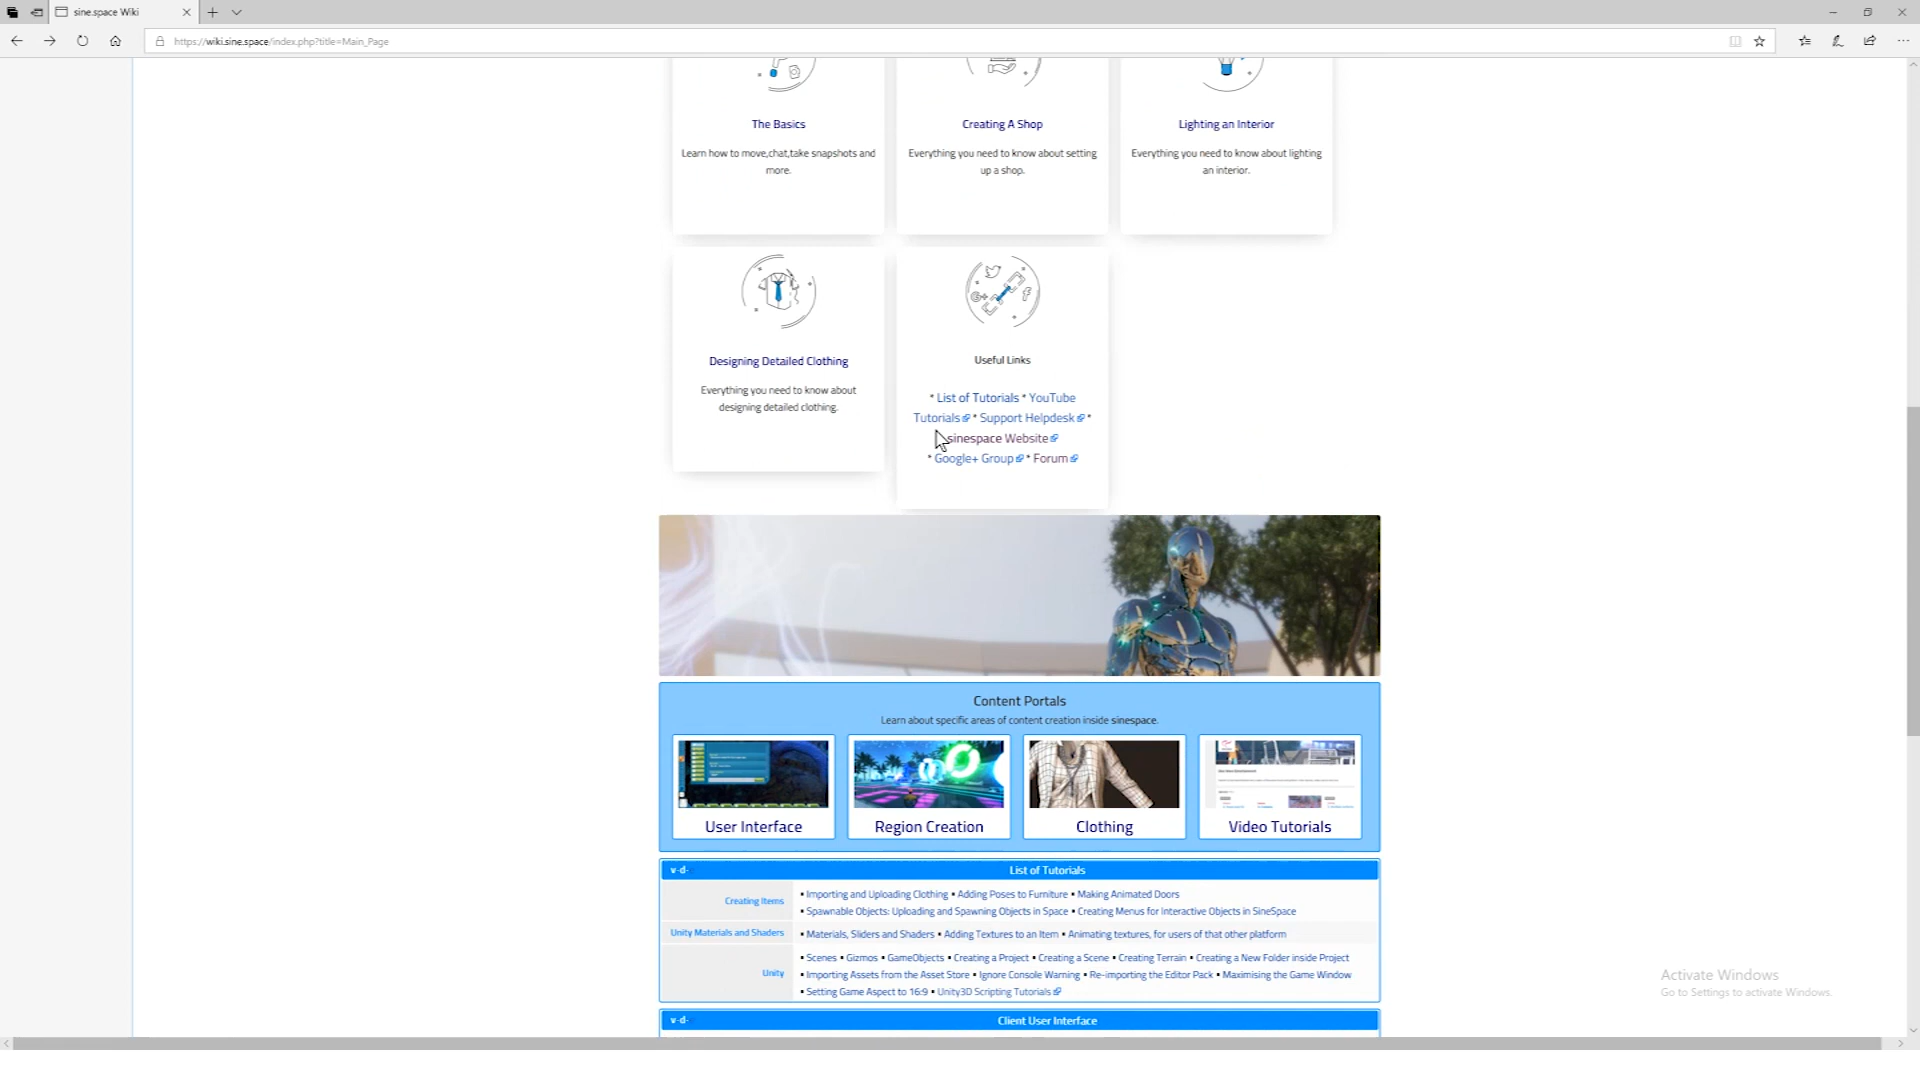 sine.space Wiki
https://wiki.sine.space/index.php?title=Main_Page
The Basics
Learn how to move,chat,take snapshots and
more.
Creating A Shop
Everything you need to know about setting
up a shop.
Lighting an Interior
Everything you need to know about lighting
an interior.
Designing Detailed Clothing
Everything you need to know about
designing detailed clothing.
Useful Links
* List of Tutorials * YouTube
Tutorials * Support Helpdesk *
sinespace Website
* Google+ Group * Forum
Content Portals
Learn about specific areas of content creation inside sinespace.
User Interface
Region Creation
Clothing
Video Tutorials
v·d·
List of Tutorials
Creating Items
▪ Importing and Uploading Clothing ▪ Adding Poses to Furniture ▪ Making Animated Doors
▪ Spawnable Objects: Uploading and Spawning Objects in Space ▪ Creating Menus for Interactive Objects in SineSpace
Unity Materials and Shaders
▪ Materials, Sliders and Shaders ▪ Adding Textures to an Item ▪ Animating textures, for users of that other platform
Unity
▪ Scenes ▪ Gizmos ▪ GameObjects ▪ Creating a Project ▪ Creating a Scene ▪ Creating Terrain ▪ Creating a New Folder inside Project
▪ Importing Assets from the Asset Store ▪ Ignore Console Warning ▪ Re-importing the Editor Pack ▪ Maximising the Game Window
▪ Setting Game Aspect to 16:9 ▪ Unity3D Scripting Tutorials
v·d·
Client User Interface
Activate Windows
Go to Settings to activate Windows.